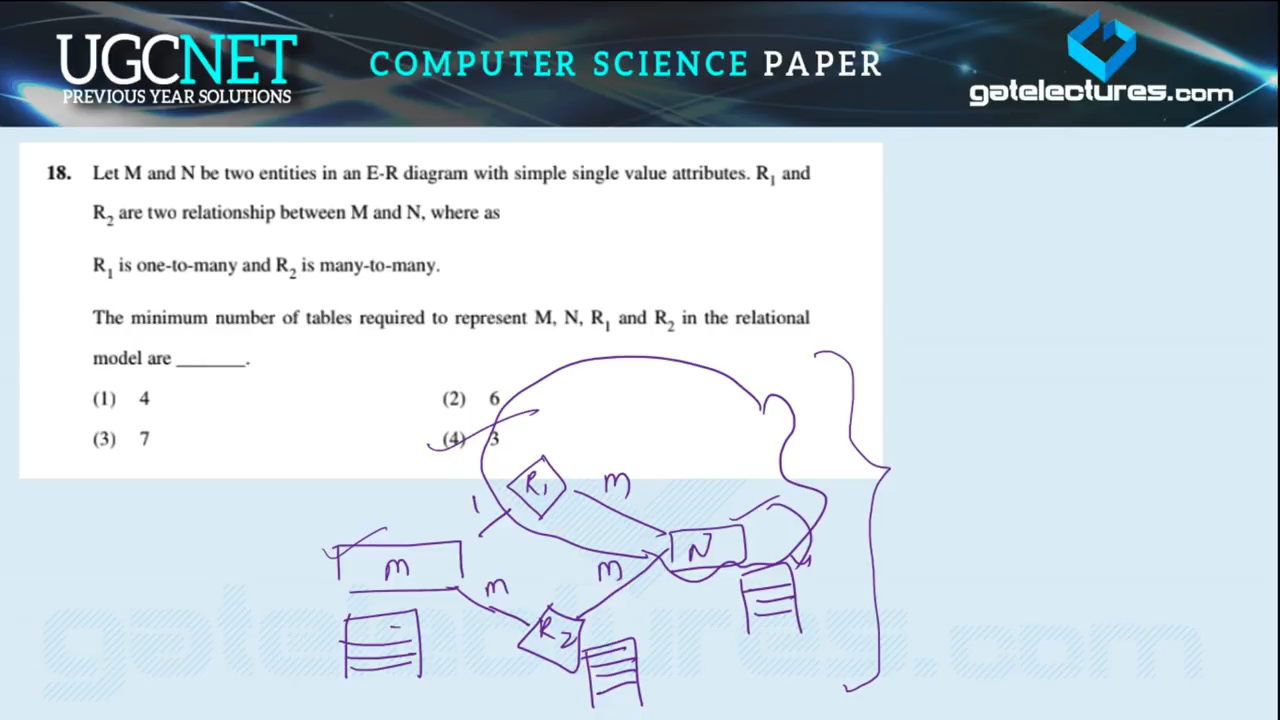 UGCNET
PREVIOUS YEAR SOLUTIONS
COMPUTER SCIENCE PAPER
gatelectures.com
18. Let M and N be two entities in an E-R diagram with simple single value attributes. R₁ and
R₂ are two relationship between M and N, where as
R₁ is one-to-many and R₂ is many-to-many.
The minimum number of tables required to represent M, N, R₁ and R₂ in the relational
model are _______.
(1) 4 (2) 6
(3) 7 (4) 3
R₁ m
1
m m N
m
R₂
gatelectures.com